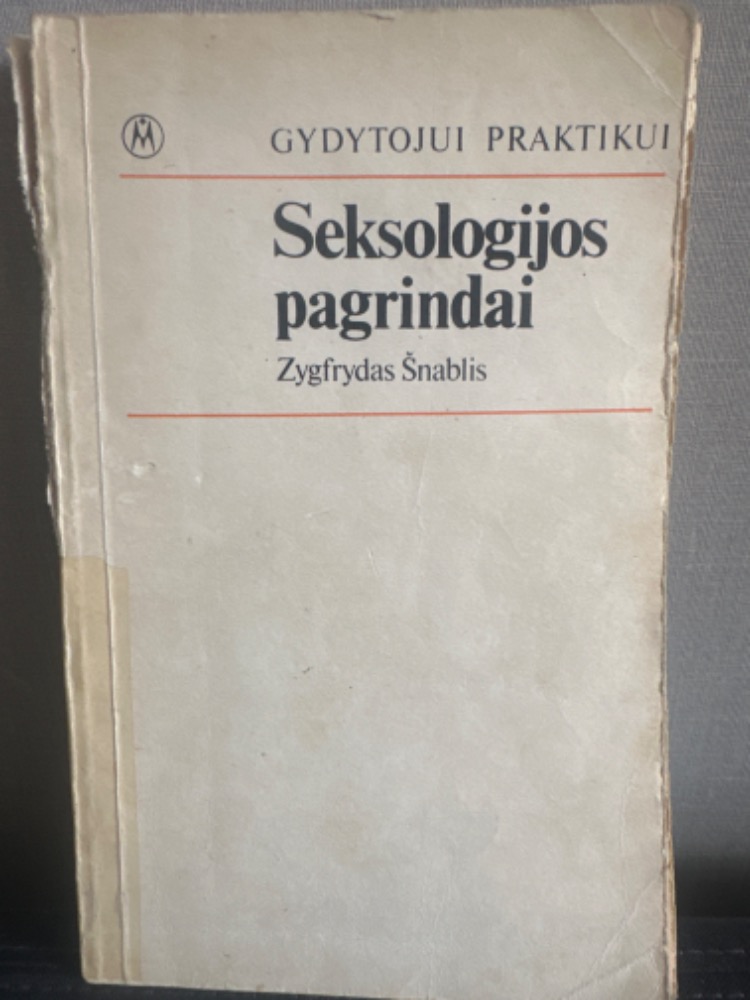 GYDYTOJUI PRAKTIKUI
Seksologijos
pagrindai
Zygfrydas Šnablis